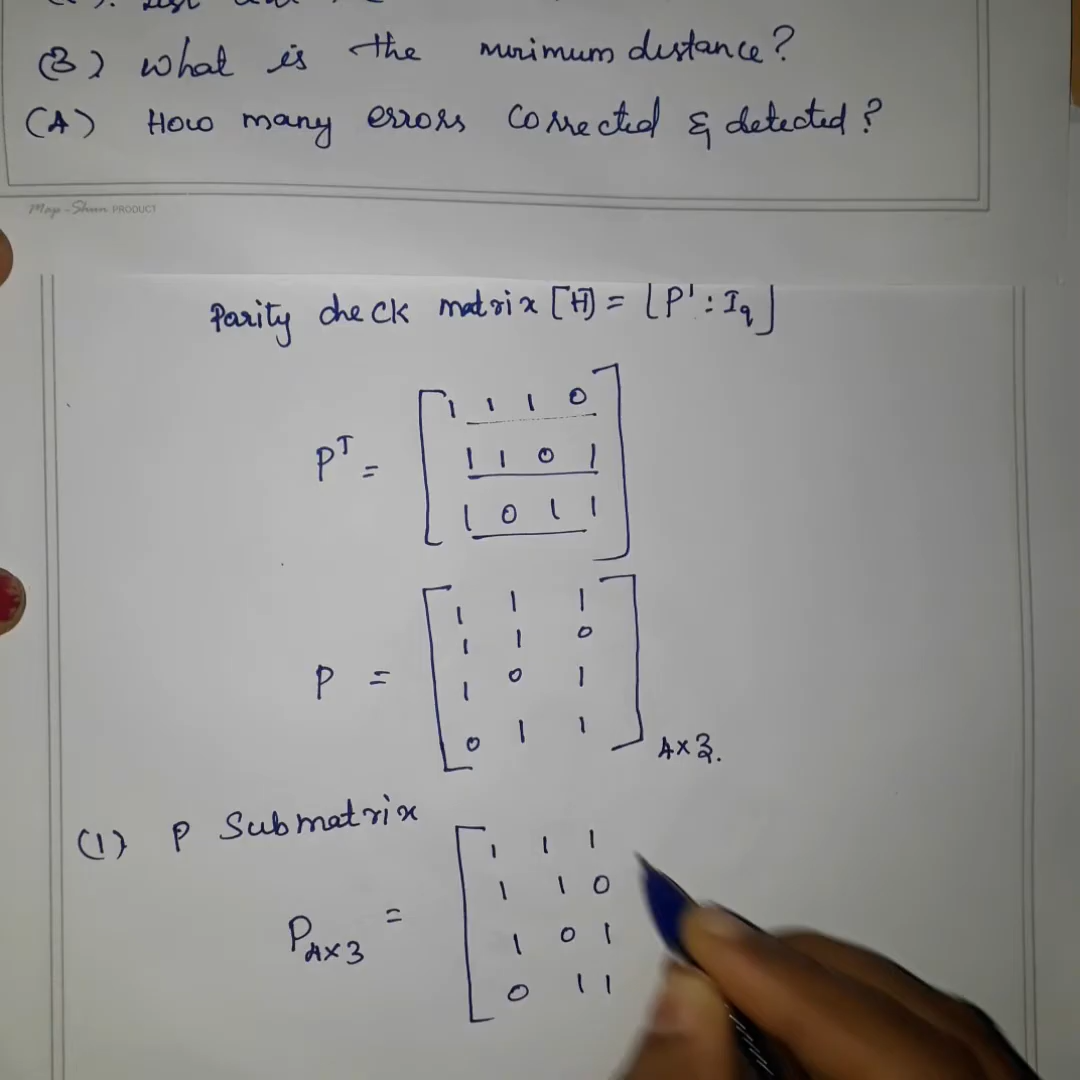 (3) What is the minimum distance?
(4) How many errors corrected & detected?
Map-Shun PRODUCT
Parity check matrix [H] = [P' : Iq]
P^T = [1 1 1 0
1 1 0 1
1 0 1 1]
P = [1 1 1
1 1 0
1 0 1
0 1 1] 4×3.
(1) P Submatrix
P4×3 = [1 1 1
1 1 0
1 0 1
0 1 1